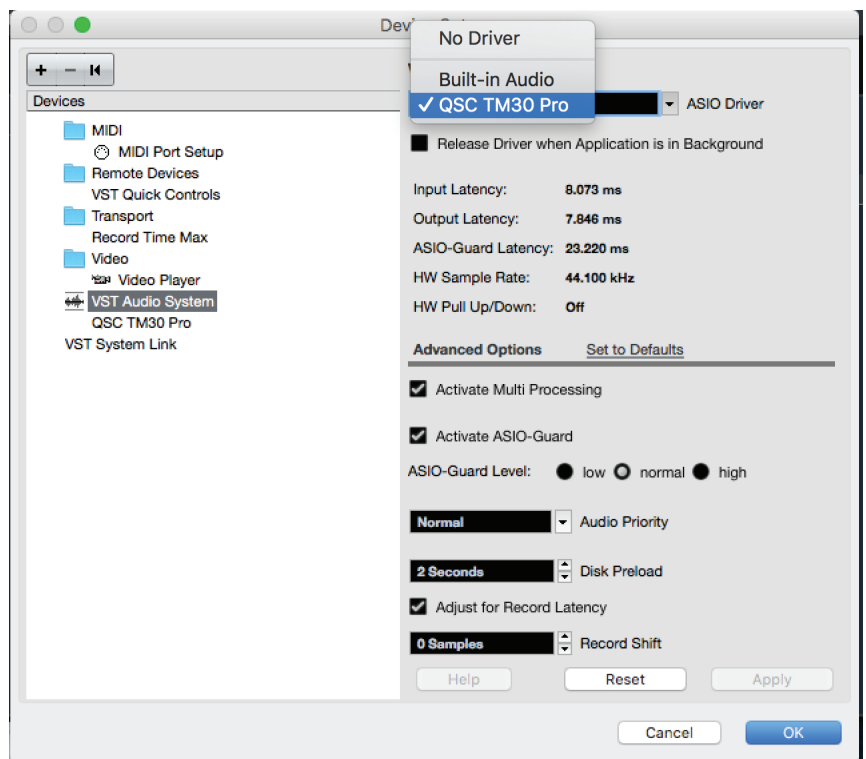 No Driver
Built-in Audio
✓ QSC TM30 Pro
ASIO Driver
+ −
Devices
MIDI
MIDI Port Setup
Remote Devices
VST Quick Controls
Transport
Record Time Max
Video
Video Player
VST Audio System
QSC TM30 Pro
VST System Link
Release Driver when Application is in Background
Input Latency: 8.073 ms
Output Latency: 7.846 ms
ASIO-Guard Latency: 23.220 ms
HW Sample Rate: 44.100 kHz
HW Pull Up/Down: Off
Advanced Options Set to Defaults
Activate Multi Processing
Activate ASIO-Guard
ASIO-Guard Level: low normal high
Normal Audio Priority
2 Seconds Disk Preload
Adjust for Record Latency
0 Samples Record Shift
Help Reset Apply
Cancel OK